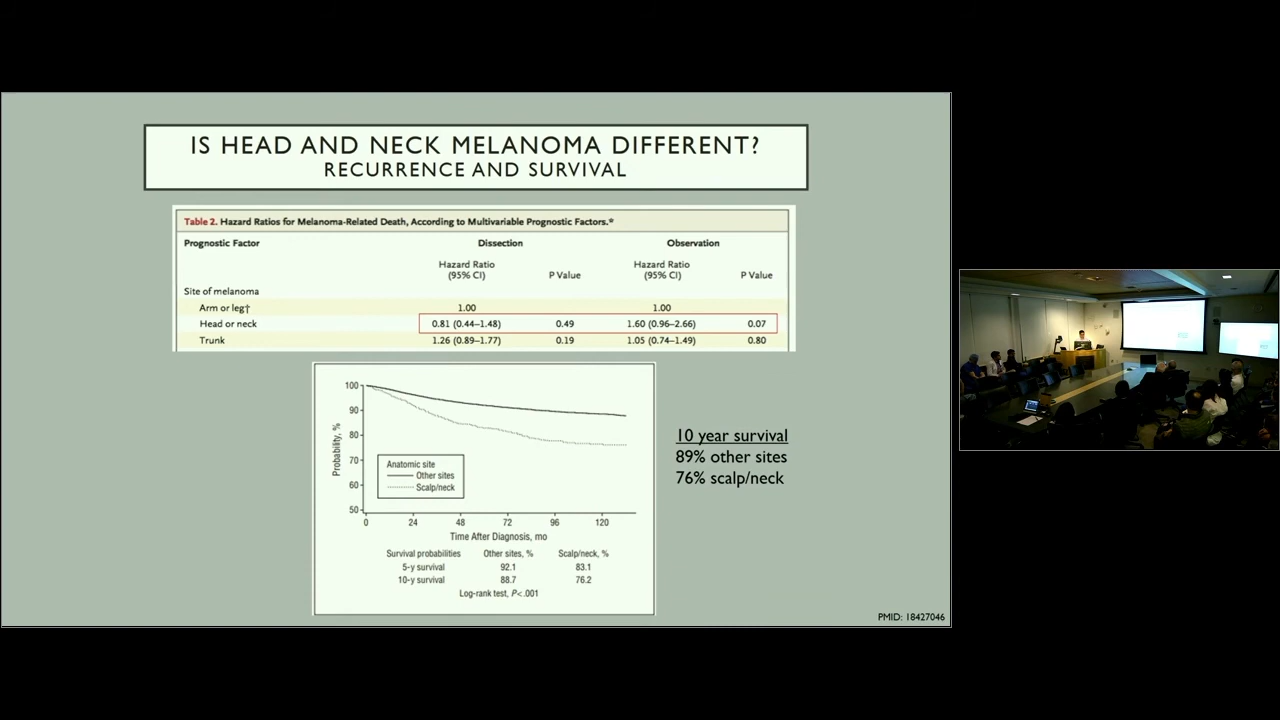 IS HEAD AND NECK MELANOMA DIFFERENT?
RECURRENCE AND SURVIVAL
Table 2. Hazard Ratios for Melanoma-Related Death, According to Multivariable Prognostic Factors.*
Prognostic Factor Dissection Observation
Hazard Ratio (95% CI) P Value Hazard Ratio (95% CI) P Value
Site of melanoma
Arm or leg† 1.00 1.00
Head or neck 0.81 (0.44–1.48) 0.49 1.60 (0.96–2.66) 0.07
Trunk 1.26 (0.89–1.77) 0.19 1.05 (0.74–1.49) 0.80
Probability, %
100
90
80
70
60
50
Anatomic site
Other sites
Scalp/neck
0 24 48 72 96 120
Time After Diagnosis, mo
Survival probabilities Other sites, % Scalp/neck, %
5-y survival 92.1 83.1
10-y survival 88.7 76.2
Log-rank test, P<.001
10 year survival
89% other sites
76% scalp/neck
PMID: 18427046